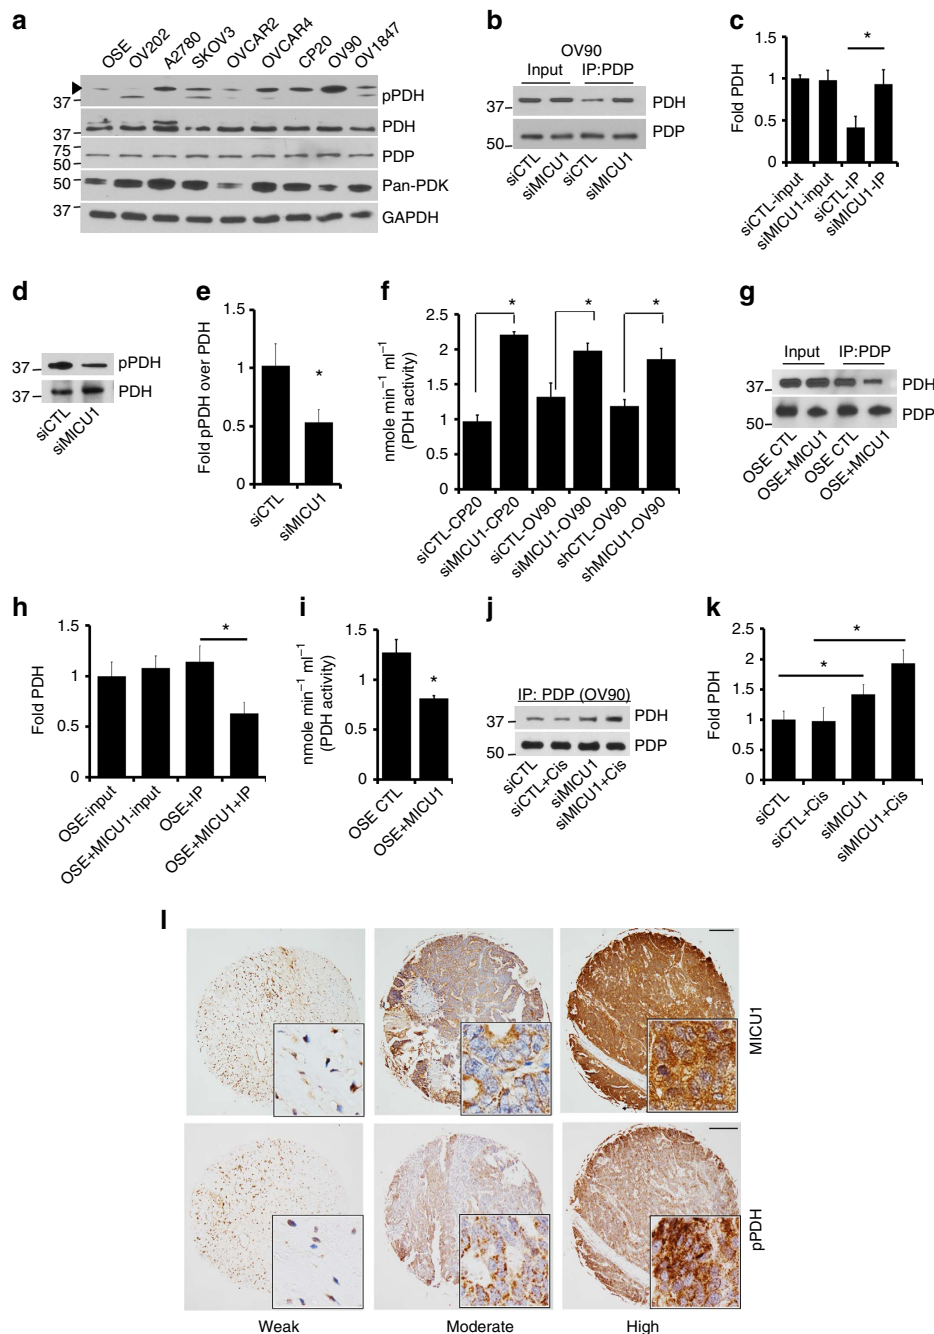 a
OSE OV202 A2780 SKOV3 OVCAR2 OVCAR4 CP20 OV90 OV1847
37 pPDH
37 PDH
75
50 PDP
50 Pan-PDK
37 GAPDH
b
OV90
Input IP:PDP
37 PDH
50 PDP
siCTL siMICU1 siCTL siMICU1
c
Fold PDH
1.5
1
0.5
0
siCTL-input siMICU1-input siCTL-IP siMICU1-IP
*
d
37 pPDH
37 PDH
siCTL siMICU1
e
Fold pPDH over PDH
1.5
1
0.5
0
*
siCTL siMICU1
f
nmole min−1 ml−1
(PDH activity)
2.5
2
1.5
1
0.5
0
* * *
siCTL-CP20 siMICU1-CP20 siCTL-OV90 siMICU1-OV90 shCTL-OV90 shMICU1-OV90
g
Input IP:PDP
37 PDH
50 PDP
OSE CTL OSE+MICU1 OSE CTL OSE+MICU1
h
Fold PDH
1.5
1
0.5
0
*
OSE-input OSE+MICU1-input OSE+IP OSE+MICU1+IP
i
nmole min−1 ml−1
(PDH activity)
1.5
1
0.5
0
*
OSE CTL OSE+MICU1
j
IP: PDP (OV90)
37 PDH
50 PDP
siCTL siCTL+Cis siMICU1 siMICU1+Cis
k
Fold PDH
2.5
2
1.5
1
0.5
0
* *
siCTL siCTL+Cis siMICU1 siMICU1+Cis
l
MICU1
pPDH
Weak Moderate High